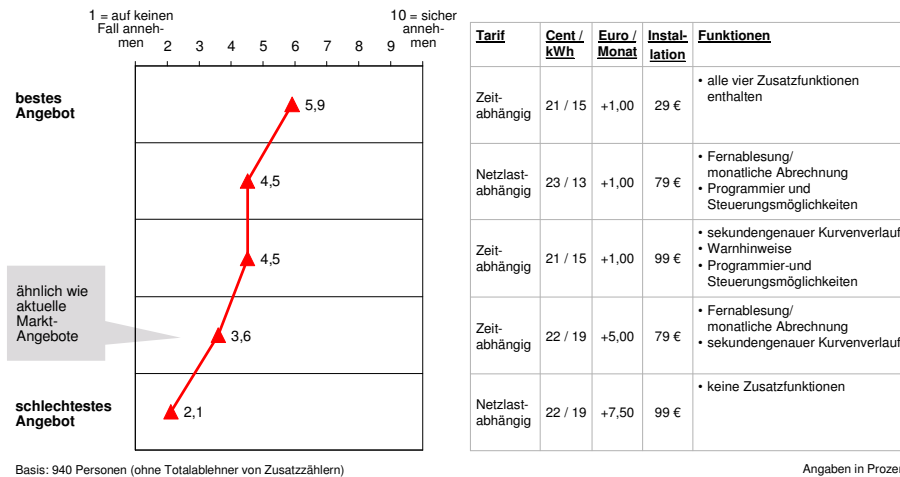 1 = auf keinen
Fall anneh-
men
2 3 4 5 6 7 8 9
10 = sicher
anneh-
men
bestes
Angebot
5,9
4,5
4,5
ähnlich wie
aktuelle
Markt-
Angebote
3,6
schlechtestes
Angebot
2,1
Tarif
Cent /
kWh
Euro /
Monat
Instal-
lation
Funktionen
Zeit-
abhängig
21 / 15
+1,00
29 €
• alle vier Zusatzfunktionen
enthalten
Netzlast-
abhängig
23 / 13
+1,00
79 €
• Fernablesung/
monatliche Abrechnung
• Programmier und
Steuerungsmöglichkeiten
Zeit-
abhängig
21 / 15
+1,00
99 €
• sekundengenauer Kurvenverlauf
• Warnhinweise
• Programmier-und
Steuerungsmöglichkeiten
Zeit-
abhängig
22 / 19
+5,00
79 €
• Fernablesung/
monatliche Abrechnung
• sekundengenauer Kurvenverlauf
Netzlast-
abhängig
22 / 19
+7,50
99 €
• keine Zusatzfunktionen
Basis: 940 Personen (ohne Totalablehner von Zusatzzählern)
Angaben in Prozen